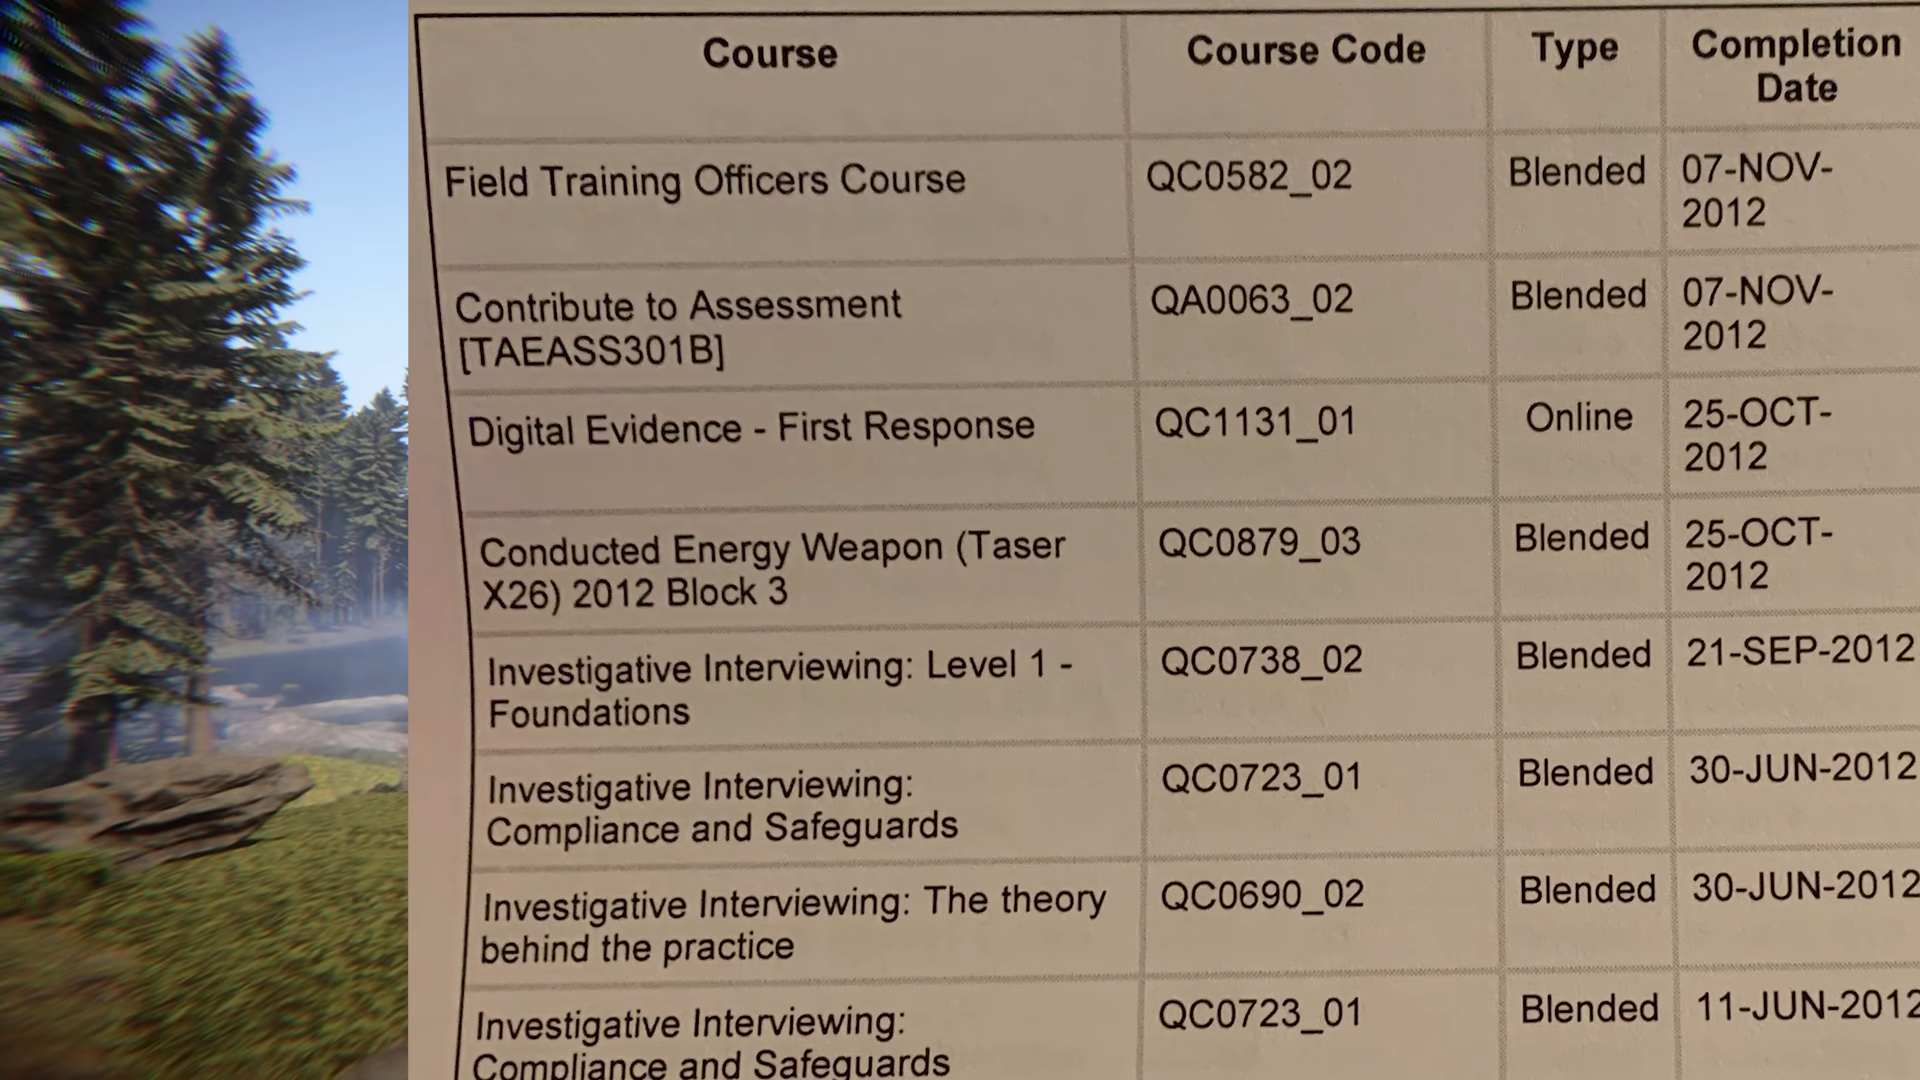 Course Course Code Type Completion
Date
Field Training Officers Course QC0582_02 Blended 07-NOV-
2012
Contribute to Assessment QA0063_02 Blended 07-NOV-
[TAEASS301B] 2012
Digital Evidence - First Response QC1131_01 Online 25-OCT-
2012
Conducted Energy Weapon (Taser QC0879_03 Blended 25-OCT-
X26) 2012 Block 3 2012
Investigative Interviewing: Level 1 - QC0738_02 Blended 21-SEP-2012
Foundations
Investigative Interviewing: QC0723_01 Blended 30-JUN-2012
Compliance and Safeguards
Investigative Interviewing: The theory QC0690_02 Blended 30-JUN-2012
behind the practice
Investigative Interviewing: QC0723_01 Blended 11-JUN-2012
Compliance and Safeguards